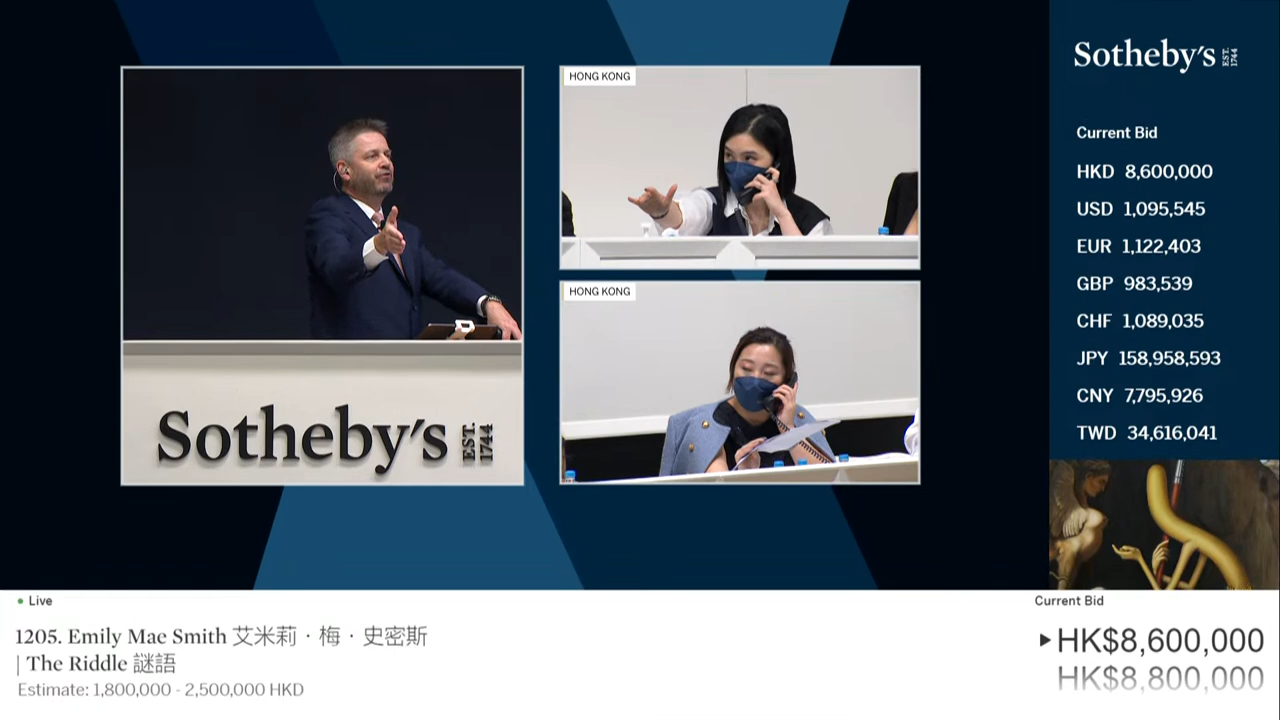 HONG KONG
HONG KONG
Sotheby's EST. 1744
Sotheby's EST. 1744
Current Bid
HKD 8,600,000
USD 1,095,545
EUR 1,122,403
GBP 983,539
CHF 1,089,035
JPY 158,958,593
CNY 7,795,926
TWD 34,616,041
Live
1205. Emily Mae Smith 艾米莉·梅·史密斯
| The Riddle 謎語
Estimate: 1,800,000 - 2,500,000 HKD
Current Bid
HK$8,600,000
HK$8,800,000